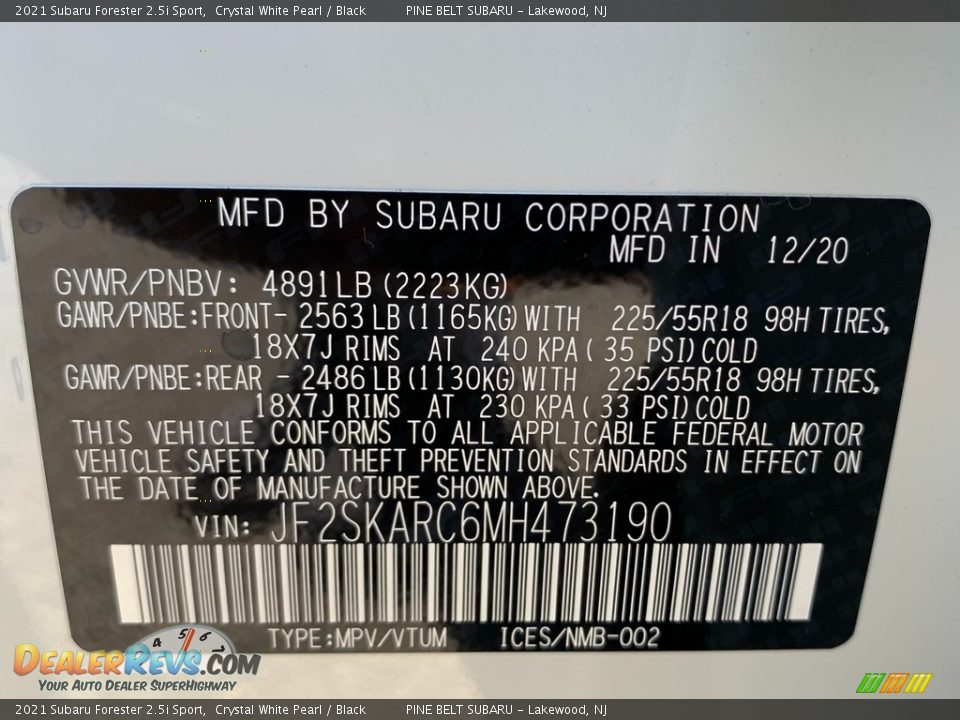 2021 Subaru Forester 2.5i Sport, Crystal White Pearl / Black PINE BELT SUBARU - Lakewood, NJ
MFD BY SUBARU CORPORATION
MFD IN 12/20
GVWR/PNBV: 4891LB (2223KG)
GAWR/PNBE:FRONT- 2563 LB (1165KG) WITH 225/55R18 98H TIRES,
18X7J RIMS AT 240 KPA ( 35 PSI) COLD
GAWR/PNBE:REAR - 2486 LB (1130KG) WITH 225/55R18 98H TIRES,
18X7J RIMS AT 230 KPA ( 33 PSI) COLD
THIS VEHICLE CONFORMS TO ALL APPLICABLE FEDERAL MOTOR
VEHICLE SAFETY AND THEFT PREVENTION STANDARDS IN EFFECT ON
THE DATE OF MANUFACTURE SHOWN ABOVE.
VIN: JF2SKARC6MH473190
TYPE:MPV/VTUM ICES/NMB-002
4 5 6
DEALERREVS.COM
YOUR AUTO DEALER SUPERHIGHWAY
2021 Subaru Forester 2.5i Sport, Crystal White Pearl / Black PINE BELT SUBARU - Lakewood, NJ